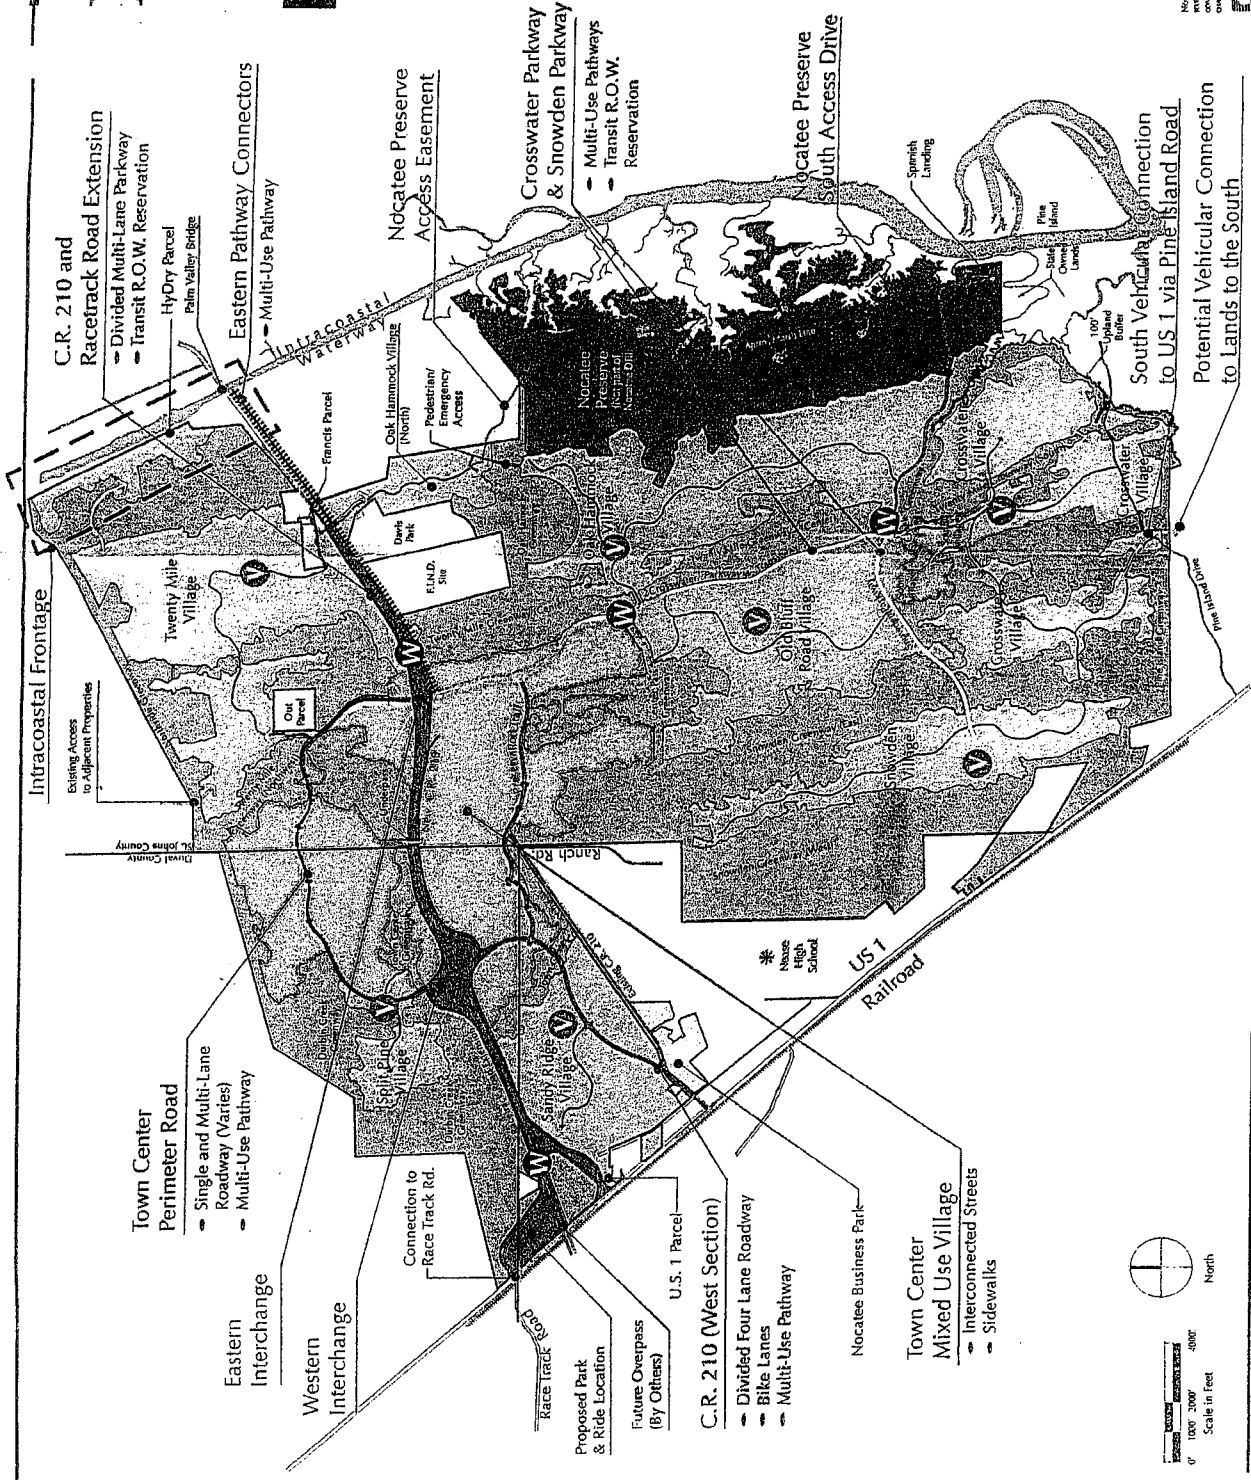 Intracoastal Frontage
Existing Access
to Adjacent Properties
C.R. 210 and
Racetrack Road Extension
Divided Multi-Lane Parkway
Transit R.O.W. Reservation
HyDry Parcel
Palm Valley Bridge
Eastern Pathway Connectors
Multi-Use Pathway
Nocatee Preserve
Access Easement
Crosswater Parkway
& Snowden Parkway
Multi-Use Pathways
Transit R.O.W.
Reservation
Nocatee Preserve
South Access Drive
Spanish
Landing
Pine
Island
State
Owned
Lands
100'
Upland
Buffer
South Vehicular Connection
to US 1 via Pine Island Road
Potential Vehicular Connection
to Lands to the South
Intracoastal
Waterway
Francis Parcel
Oak Hammock Village
(North)
Pedestrian/
Emergency
Access
Davis
Park
F.I.N.D.
Site
Twenty Mile
Village
Out
Parcel
Nocatee
Preserve
Village
Old Bluff
Road Village
Crosswater
Village
Crosswater
Village
Crosswater
Village
Snowden
Village
Pine Island Drive
St. Johns County
Duval County
Ranch Rd.
Existing C.R. 210
Nease
High
School
US 1
Railroad
Split Pine
Village
Sandy Ridge
Village
V
V
V
V
V
V
V
W
W
W
W
Town Center
Perimeter Road
Single and Multi-Lane
Roadway (Varies)
Multi-Use Pathway
Eastern
Interchange
Western
Interchange
Connection to
Race Track Rd.
Race Track Road
Proposed Park
& Ride Location
Future Overpass
(By Others)
U.S. 1 Parcel
C.R. 210 (West Section)
Divided Four Lane Roadway
Bike Lanes
Multi-Use Pathway
Nocatee Business Park
Town Center
Mixed Use Village
Interconnected Streets
Sidewalks
North
0' 1000' 2000' 4000'
Scale in Feet